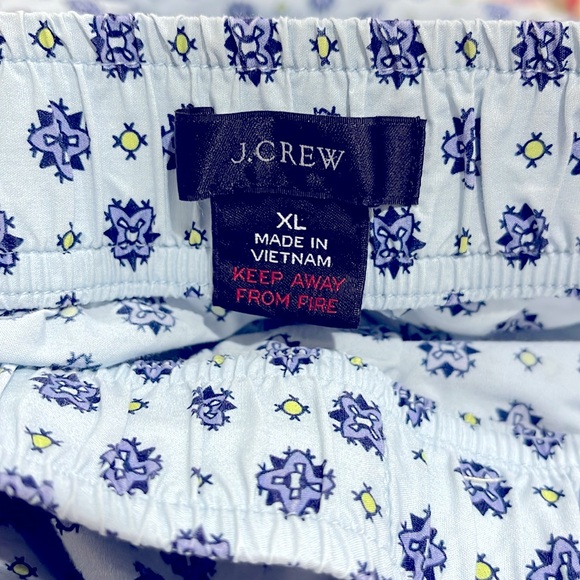 J.CREW
XL
MADE IN
VIETNAM
KEEP AWAY
FROM FIRE